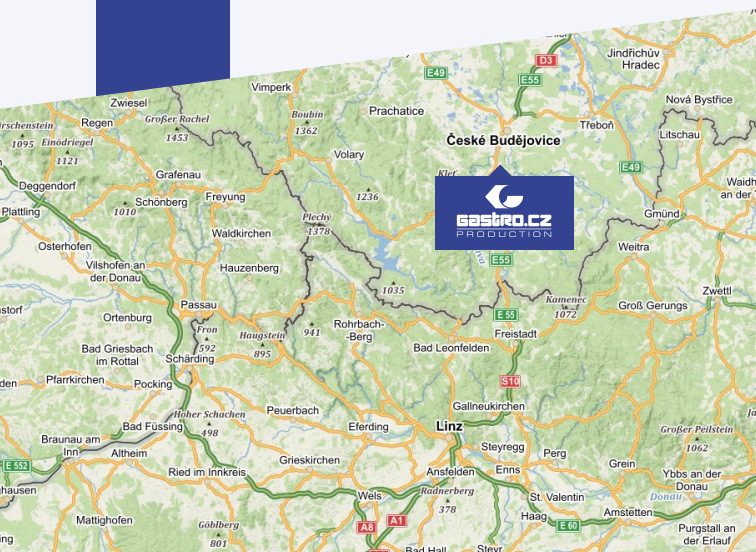 Jindřichův
Hradec
D3
E49
E55
Vimperk
Zwiesel
Nová Bystřice
Boubín
1362
Prachatice
Großer Rachel
1453
Regen
Třeboň
Litschau
1095
Einödriegel
1121
České Budějovice
Volary
E49
Grafenau
Deggendorf
Freyung
1236
Schönberg
1010
Plattling
Gmünd
Plechý
1378
GASTRO.CZ
PRODUCTION
Waldkirchen
Osterhofen
Weitra
Vilshofen an
der Donau
Hauzenberg
E55
1035
Zwettl
Passau
Kamenec
1072
Groß Gerungs
Ortenburg
E 55
Fron
592
Haugstein
895
941
Rohrbach-
-Berg
Freistadt
Bad Griesbach
im Rottal
Bad Leonfelden
Schärding
Pfarrkirchen
Pocking
S10
Gallneukirchen
Peuerbach
Hoher Schachen
498
Bad Füssing
Eferding
Linz
Großer Peilstein
1062
Braunau am
Inn
Altheim
Steyregg
Perg
Grieskirchen
E 552
Ried im Innkreis
Ansfelden
Enns
Grein
Ybbs an der
Donau
Radnerberg
378
Wels
St. Valentin
Donau
Mattighofen
Göblberg
801
A1
A8
Haag
E 60
Amstetten
Purgstall an
der Erlauf
Bad Hall